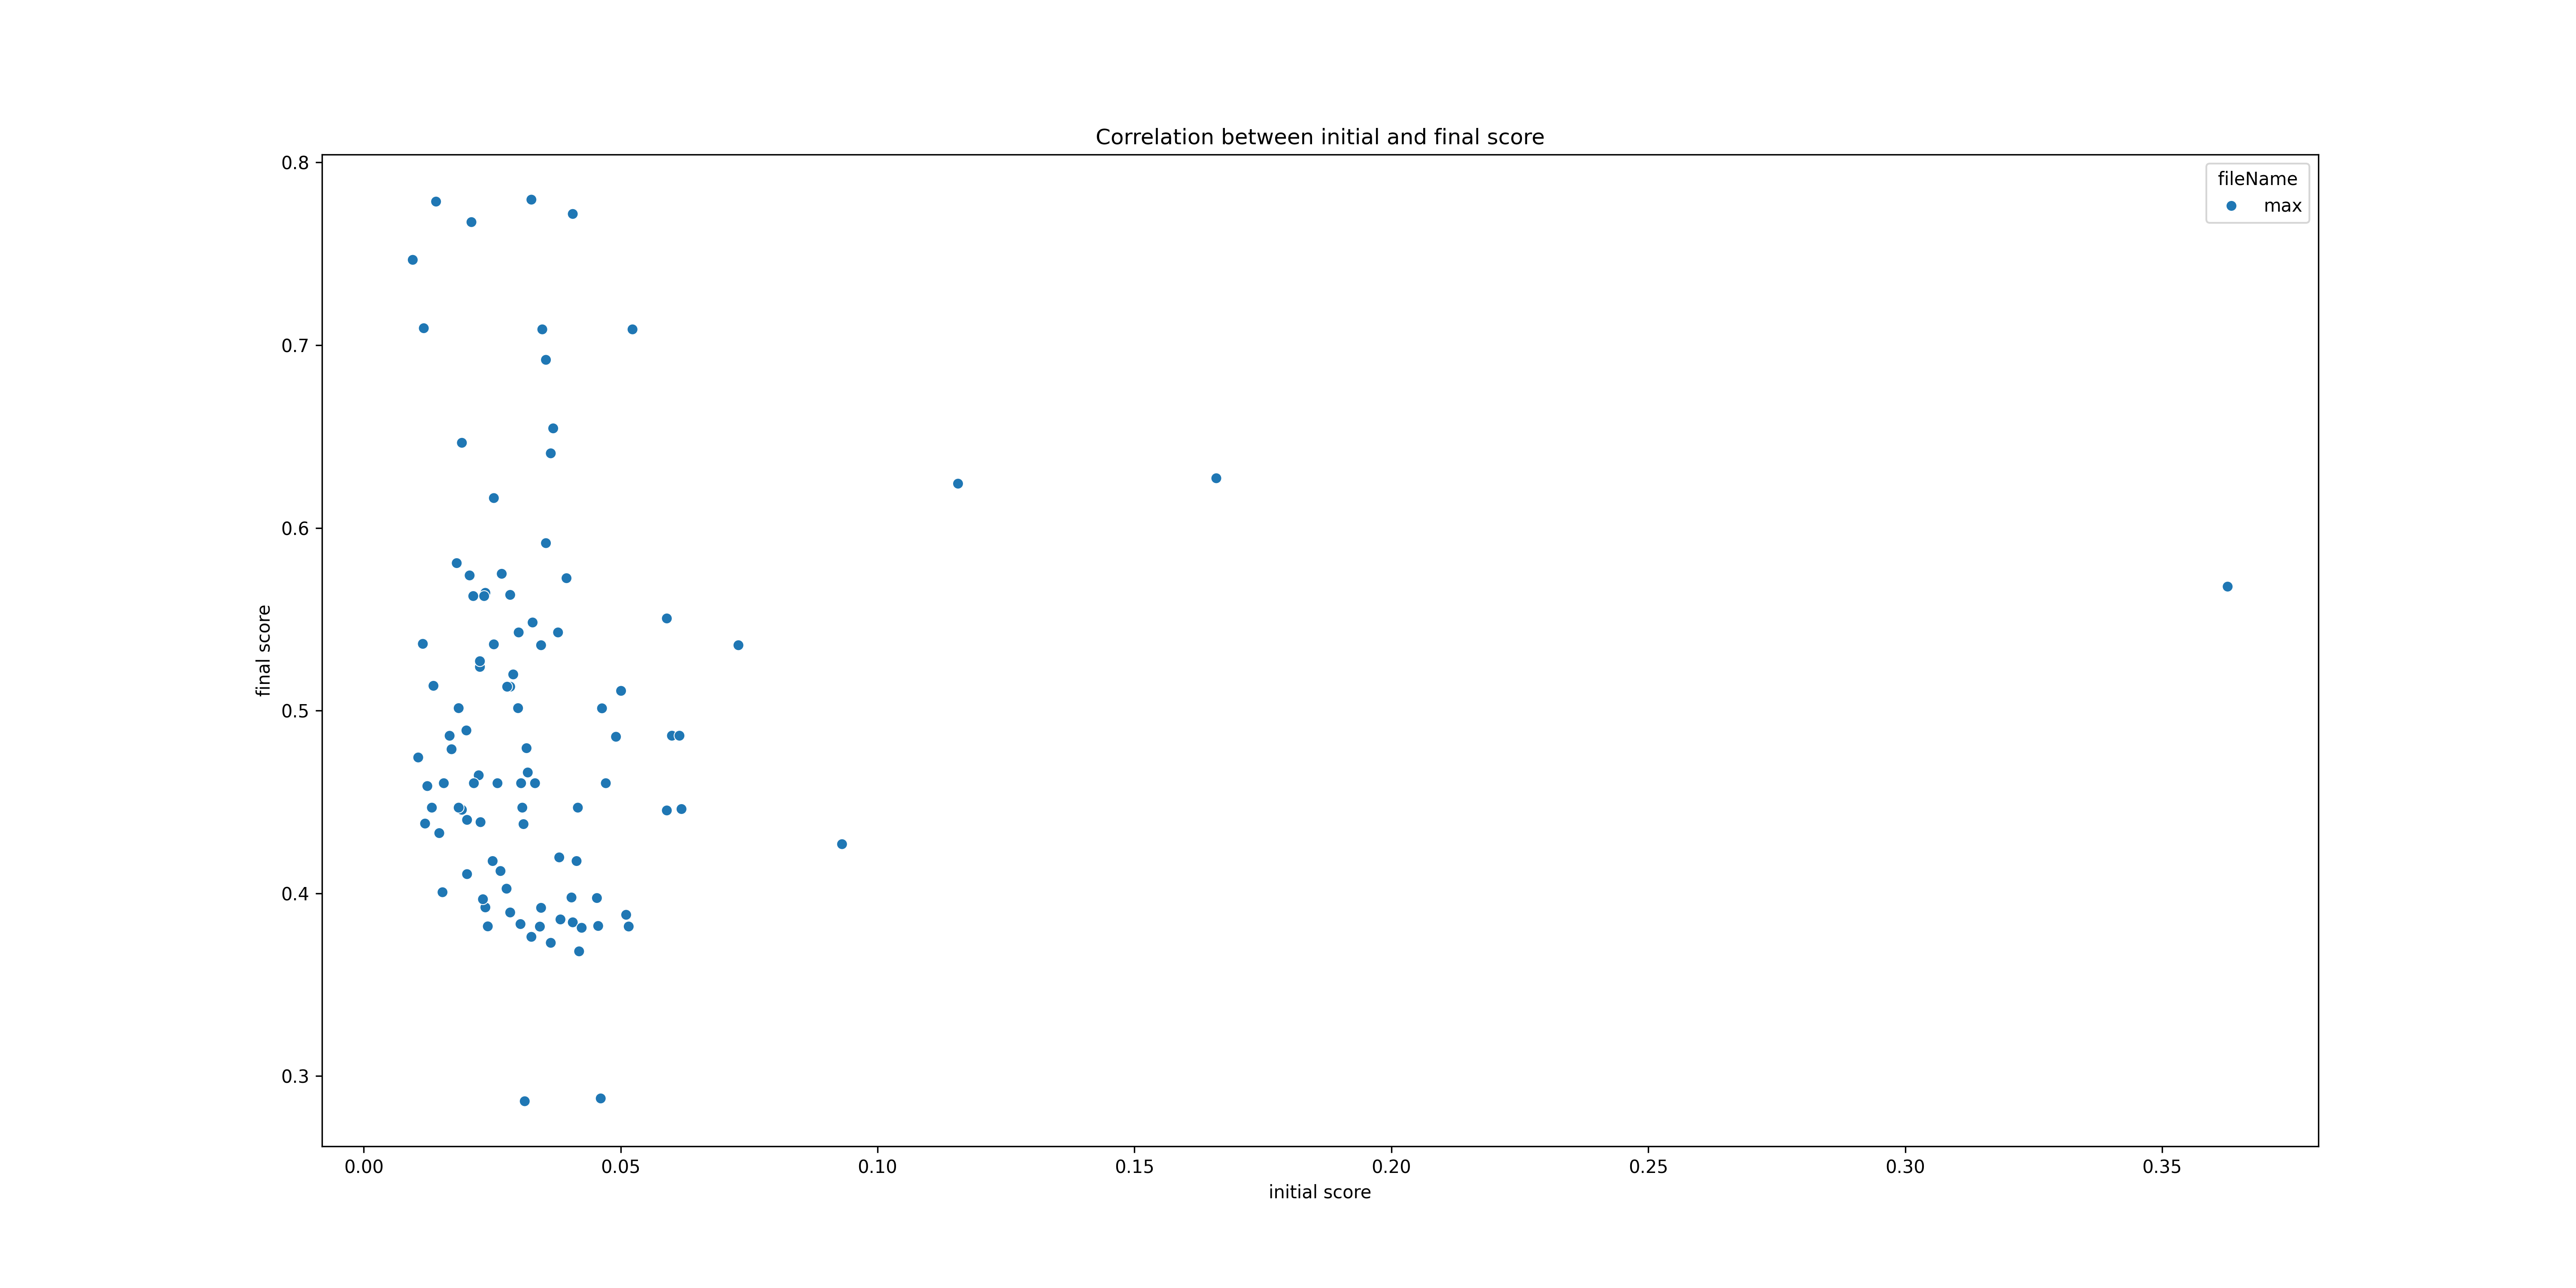 Correlation between initial and final score
fileName
max
0.8
0.7
0.6
0.5
0.4
0.3
final score
0.00
0.05
0.10
0.15
0.20
0.25
0.30
0.35
initial score